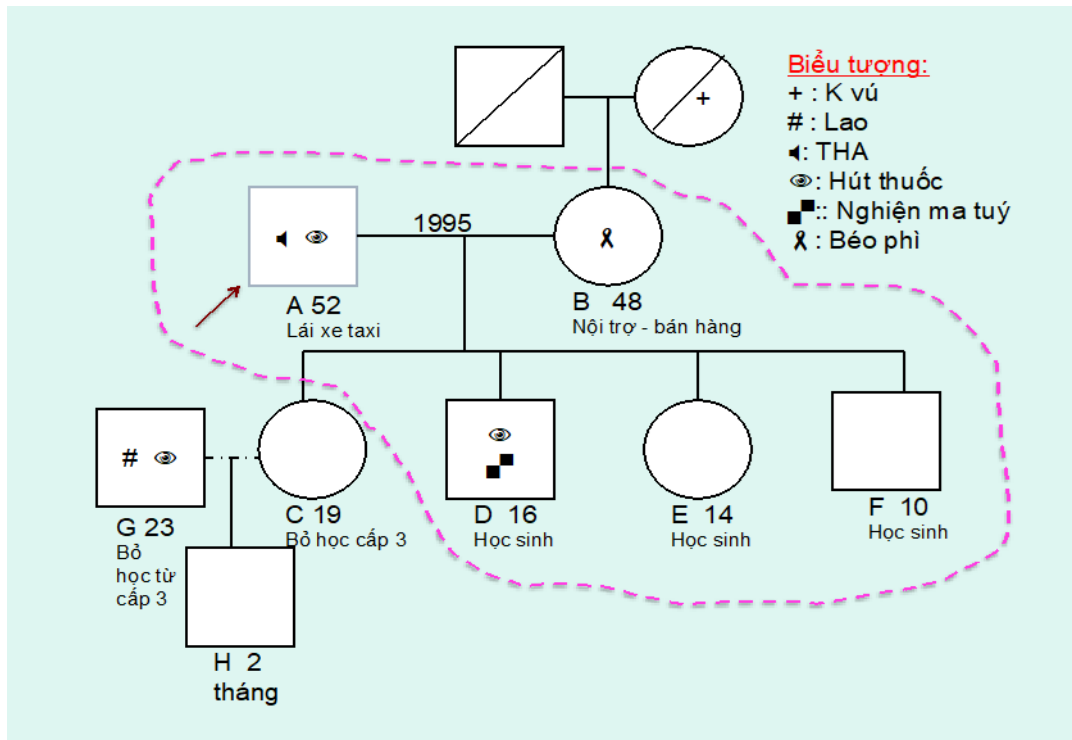 Biểu tượng:
+ : K vú
# : Lao
: THA
: Hút thuốc
:: Nghiện ma tuý
: Béo phì
+
1995
A 52
Lái xe taxi
B 48
Nội trợ - bán hàng
#
G 23
Bỏ
học từ
cấp 3
C 19
Bỏ học cấp 3
D 16
Học sinh
E 14
Học sinh
F 10
Học sinh
H 2
tháng